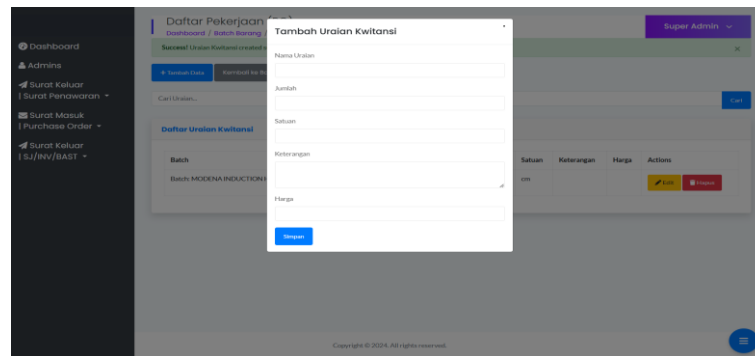 Dashboard
Admins
Surat Keluar
| Surat Penawaran
Surat Masuk
| Purchase Order
Surat Keluar
| SJ/INV/BAST
Daftar Pekerjaan
Dashboard / Batch Barang /
Super Admin
Success! Uraian Kwitansi created
+ Tambah Data
Kembali ke
Cari Uraian...
Cari
Daftar Uraian Kwitansi
Batch
Satuan
Keterangan
Harga
Actions
Batch: MODENA INDUCTION
cm
Edit
Hapus
Tambah Uraian Kwitansi
Nama Uraian
Jumlah
Satuan
Keterangan
Harga
Simpan
Copyright © 2024. All rights reserved.